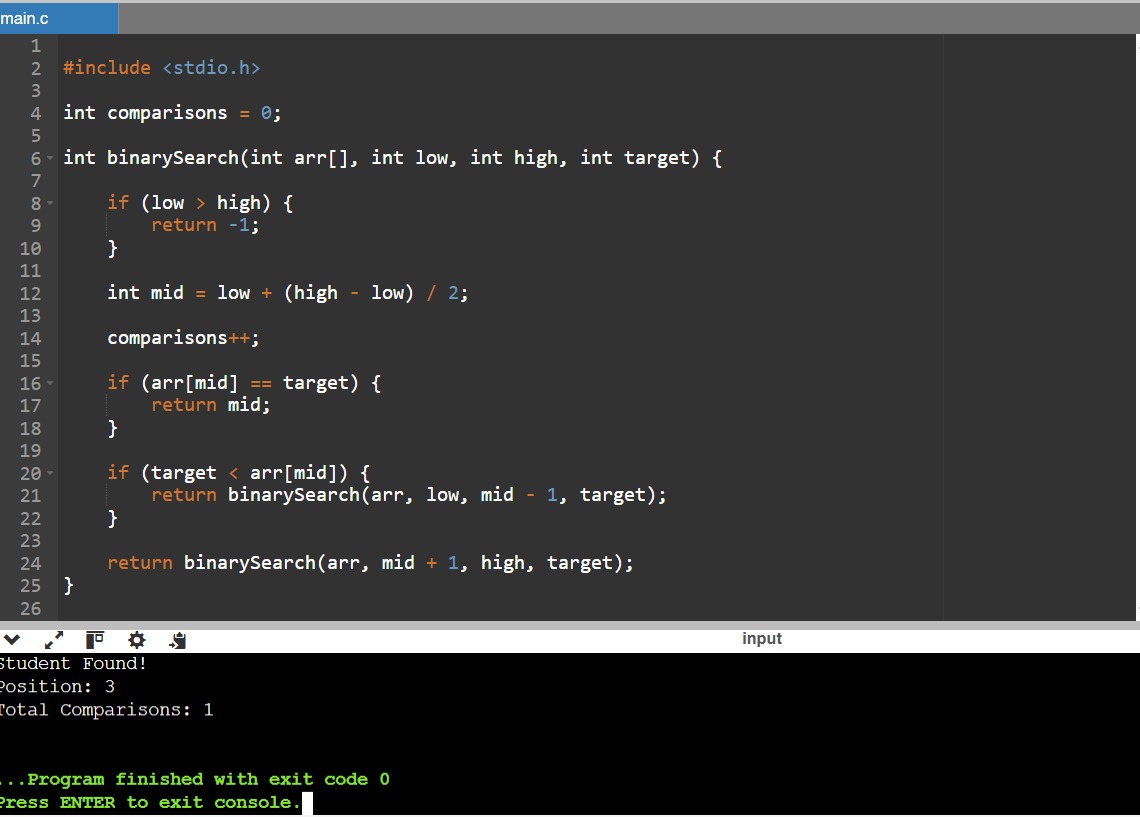 main.c
1
2 #include <stdio.h>
3
4 int comparisons = 0;
5
6 int binarySearch(int arr[], int low, int high, int target) {
7
8     if (low > high) {
9         return -1;
10     }
11
12     int mid = low + (high - low) / 2;
13
14     comparisons++;
15
16     if (arr[mid] == target) {
17         return mid;
18     }
19
20     if (target < arr[mid]) {
21         return binarySearch(arr, low, mid - 1, target);
22     }
23
24     return binarySearch(arr, mid + 1, high, target);
25 }
26
input
Student Found!
Position: 3
Total Comparisons: 1
...Program finished with exit code 0
Press ENTER to exit console.